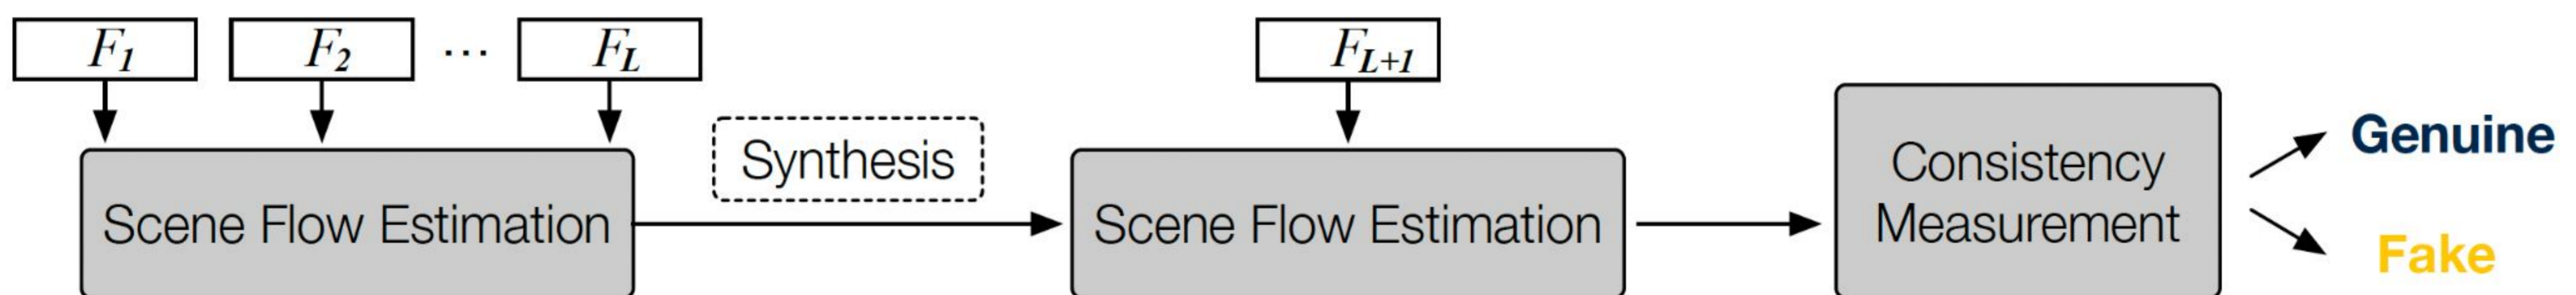 F1 F2 ... FL FL+1
Synthesis
Scene Flow Estimation
Scene Flow Estimation
Consistency
Measurement
Genuine
Fake